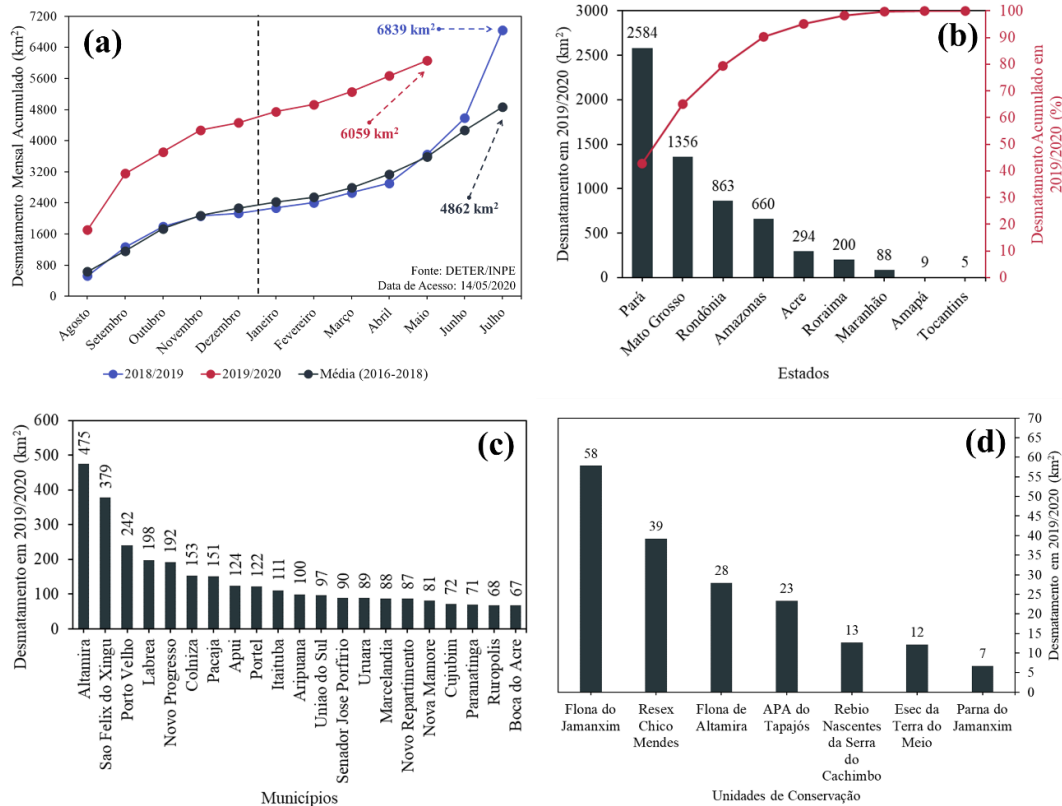 (a)
Desmatamento Mensal Acumulado (km²)
7200
6400
5600
4800
4000
3200
2400
1600
800
0
6839 km²
6059 km²
4862 km²
Fonte: DETER/INPE
Data de Acesso: 14/05/2020
Agosto
Setembro
Outubro
Novembro
Dezembro
Janeiro
Fevereiro
Março
Abril
Maio
Junho
Julho
2018/2019
2019/2020
Média (2016-2018)
(b)
Desmatamento em 2019/2020 (km²)
3000
2500
2000
1500
1000
500
0
2584
1356
863
660
294
200
88
9
5
100
90
80
70
60
50
40
30
20
10
0
Desmatamento Acumulado em
2019/2020 (%)
Pará
Mato Grosso
Rondônia
Amazonas
Acre
Roraima
Maranhão
Amapá
Tocantins
Estados
(c)
Desmatamento em 2019/2020 (km²)
600
500
400
300
200
100
0
475
379
242
198
192
153
151
124
122
111
100
97
90
89
88
87
81
72
71
68
67
Altamira
Sao Felix do Xingu
Porto Velho
Labrea
Novo Progresso
Colniza
Pacaja
Apui
Portel
Itaituba
Aripuana
Uniao do Sul
Senador Jose Porfirio
Uruara
Marcelandia
Novo Repartimento
Nova Mamore
Cujubim
Paranatinga
Ruropolis
Boca do Acre
Municípios
(d)
58
39
28
23
13
12
7
70
65
60
55
50
45
40
35
30
25
20
15
10
5
0
Desmatamento em 2019/2020 (km²)
Flona do
Jamanxim
Resex
Chico
Mendes
Flona de
Altamira
APA do
Tapajós
Rebio
Nascentes
da Serra
do
Cachimbo
Esec da
Terra do
Meio
Parna do
Jamanxim
Unidades de Conservação